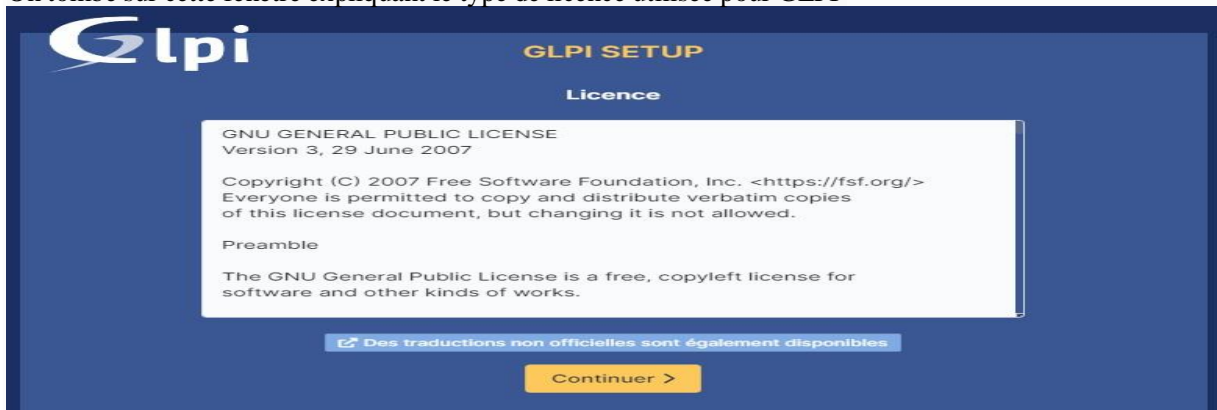 On tombe sur cette fenêtre expliquant le type de licence utilisée pour GLPI
Glpi
GLPI SETUP
Licence
GNU GENERAL PUBLIC LICENSE
Version 3, 29 June 2007
Copyright (C) 2007 Free Software Foundation, Inc. <https://fsf.org/>
Everyone is permitted to copy and distribute verbatim copies
of this license document, but changing it is not allowed.
Preamble
The GNU General Public License is a free, copyleft license for
software and other kinds of works.
Des traductions non officielles sont également disponibles
Continuer >